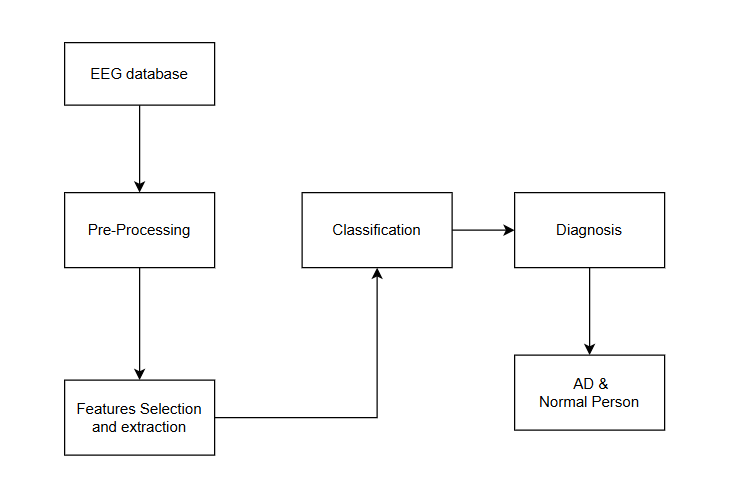 EEG database
Pre-Processing
Features Selection
and extraction
Classification
Diagnosis
AD &
Normal Person